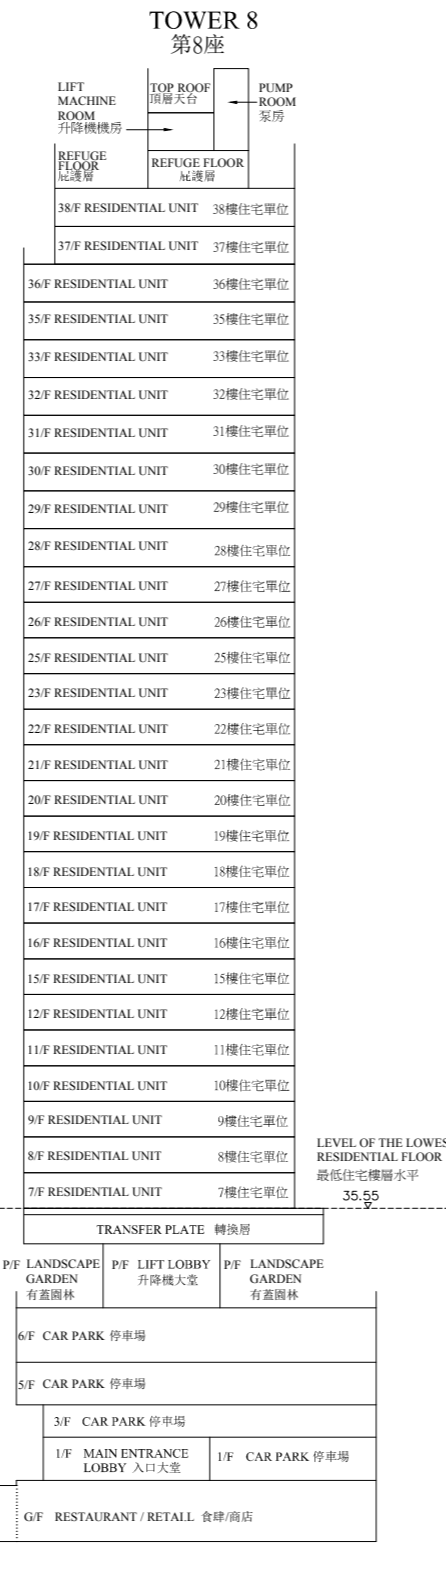 TOWER 8
第8座
LIFT
MACHINE
ROOM
升降機機房
TOP ROOF
頂層天台
PUMP
ROOM
泵房
REFUGE
FLOOR
庇護層
REFUGE FLOOR
庇護層
38/F RESIDENTIAL UNIT 38樓住宅單位
37/F RESIDENTIAL UNIT 37樓住宅單位
36/F RESIDENTIAL UNIT 36樓住宅單位
35/F RESIDENTIAL UNIT 35樓住宅單位
33/F RESIDENTIAL UNIT 33樓住宅單位
32/F RESIDENTIAL UNIT 32樓住宅單位
31/F RESIDENTIAL UNIT 31樓住宅單位
30/F RESIDENTIAL UNIT 30樓住宅單位
29/F RESIDENTIAL UNIT 29樓住宅單位
28/F RESIDENTIAL UNIT 28樓住宅單位
27/F RESIDENTIAL UNIT 27樓住宅單位
26/F RESIDENTIAL UNIT 26樓住宅單位
25/F RESIDENTIAL UNIT 25樓住宅單位
23/F RESIDENTIAL UNIT 23樓住宅單位
22/F RESIDENTIAL UNIT 22樓住宅單位
21/F RESIDENTIAL UNIT 21樓住宅單位
20/F RESIDENTIAL UNIT 20樓住宅單位
19/F RESIDENTIAL UNIT 19樓住宅單位
18/F RESIDENTIAL UNIT 18樓住宅單位
17/F RESIDENTIAL UNIT 17樓住宅單位
16/F RESIDENTIAL UNIT 16樓住宅單位
15/F RESIDENTIAL UNIT 15樓住宅單位
12/F RESIDENTIAL UNIT 12樓住宅單位
11/F RESIDENTIAL UNIT 11樓住宅單位
10/F RESIDENTIAL UNIT 10樓住宅單位
9/F RESIDENTIAL UNIT 9樓住宅單位
8/F RESIDENTIAL UNIT 8樓住宅單位
7/F RESIDENTIAL UNIT 7樓住宅單位
LEVEL OF THE LOWES
RESIDENTIAL FLOOR
最低住宅樓層水平
35.55
TRANSFER PLATE 轉換層
P/F LANDSCAPE
GARDEN
有蓋園林
P/F LIFT LOBBY
升降機大堂
P/F LANDSCAPE
GARDEN
有蓋園林
6/F CAR PARK 停車場
5/F CAR PARK 停車場
3/F CAR PARK 停車場
1/F MAIN ENTRANCE
LOBBY 入口大堂
1/F CAR PARK 停車場
G/F RESTAURANT / RETAIL 食肆/商店